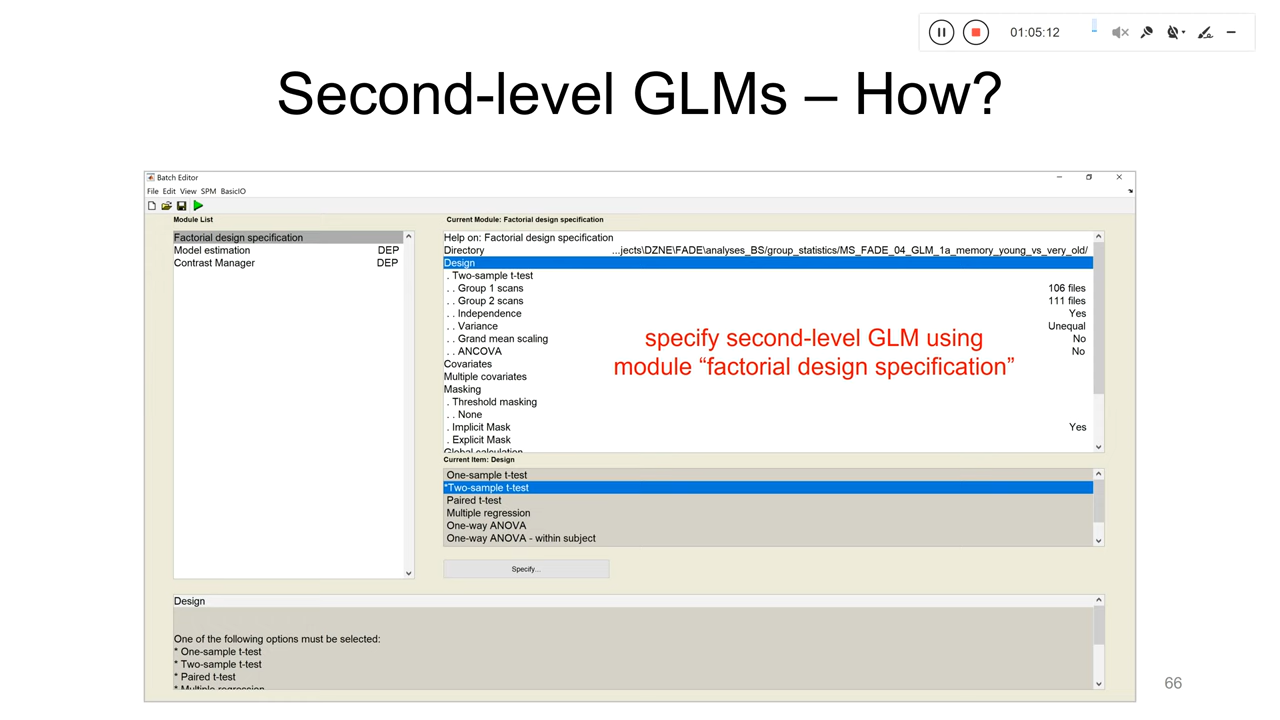 01:05:12
Second-level GLMs – How?
Batch Editor
File Edit View SPM BasicIO
Module List
Factorial design specification
Model estimation DEP
Contrast Manager DEP
Current Module: Factorial design specification
Help on: Factorial design specification
Directory ...jects\DZNE\FADE\analyses_BS/group_statistics/MS_FADE_04_GLM_1a_memory_young_vs_very_old/
Design
. Two-sample t-test
. . Group 1 scans 106 files
. . Group 2 scans 111 files
. . Independence Yes
. . Variance Unequal
. . Grand mean scaling No
. . ANCOVA No
Covariates
Multiple covariates
Masking
. Threshold masking
. . None
. Implicit Mask Yes
. Explicit Mask
Global calculation
specify second-level GLM using
module “factorial design specification”
Current Item: Design
One-sample t-test
*Two-sample t-test
Paired t-test
Multiple regression
One-way ANOVA
One-way ANOVA - within subject
Specify...
Design
One of the following options must be selected:
* One-sample t-test
* Two-sample t-test
* Paired t-test
* Multiple regression
66